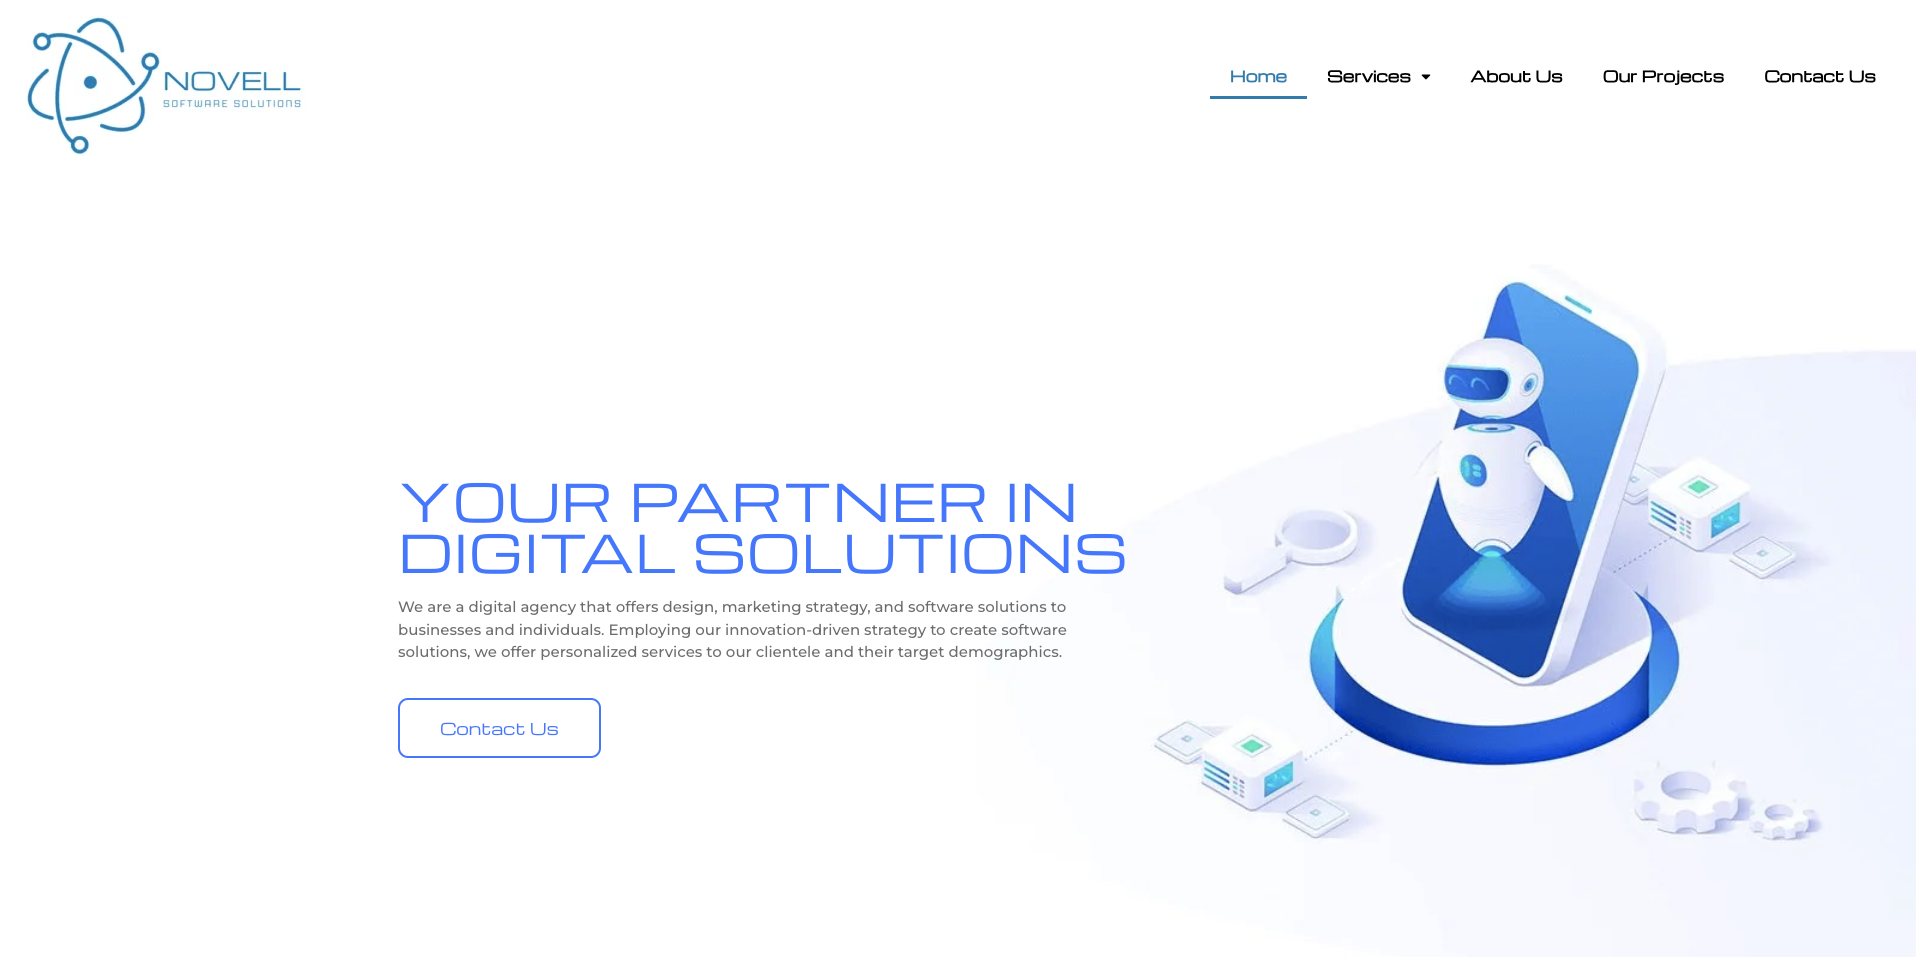 NOVELL
SOFTWARE SOLUTIONS
Home
Services
About Us
Our Projects
Contact Us
YOUR PARTNER IN
DIGITAL SOLUTIONS
We are a digital agency that offers design, marketing strategy, and software solutions to
businesses and individuals. Employing our innovation-driven strategy to create software
solutions, we offer personalized services to our clientele and their target demographics.
Contact Us